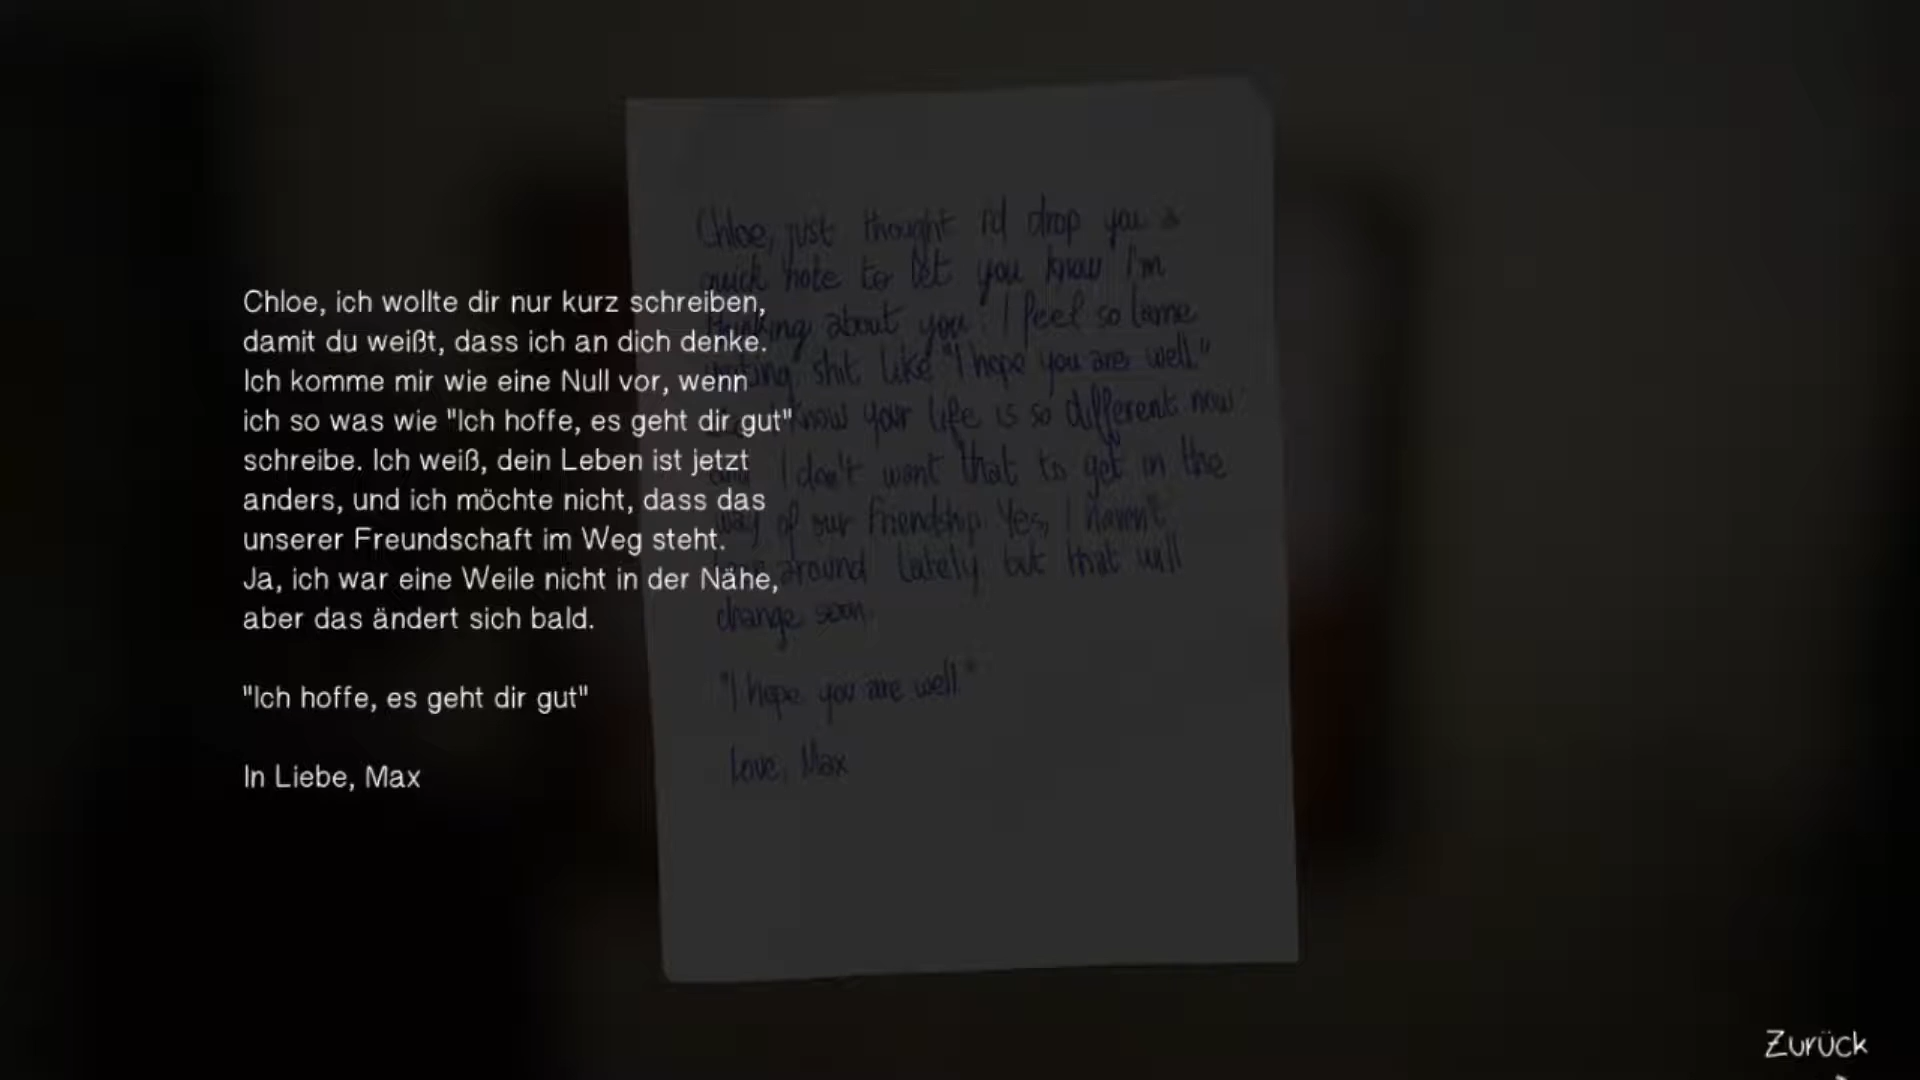 Chloe, ich wollte dir nur kurz schreiben,
damit du weißt, dass ich an dich denke.
Ich komme mir wie eine Null vor, wenn
ich so was wie "Ich hoffe, es geht dir gut"
schreibe. Ich weiß, dein Leben ist jetzt
anders, und ich möchte nicht, dass das
unserer Freundschaft im Weg steht.
Ja, ich war eine Weile nicht in der Nähe,
aber das ändert sich bald.
"Ich hoffe, es geht dir gut"
In Liebe, Max
Chloe, just thought I'd drop you a
quick note to let you know I'm
thinking about you. I feel so lame
writing shit like "I hope you are well."
I know your life is so different now
and I don't want that to get in the
way of our friendship. Yes, I haven't
around lately, but that will
change soon.
"I hope you are well"
Love, Max
Zurück